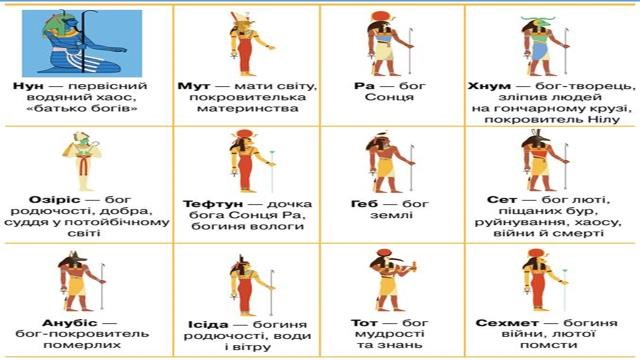 Нун — первісний
водяний хаос,
«батько богів»
Мут — мати світу,
покровителька
материнства
Ра — бог
Сонця
Хнум — бог-творець,
зліпив людей
на гончарному крузі,
покровитель Нілу
Озіріс — бог
родючості, добра,
суддя у потойбічному
світі
Тефтун — дочка
бога Сонця Ра,
богиня вологи
Геб — бог
землі
Сет — бог люті,
піщаних бур,
руйнування, хаосу,
війни й смерті
Анубіс —
бог-покровитель
померлих
Ісіда — богиня
родючості, води
і вітру
Тот — бог
мудрості
та знань
Сехмет — богиня
війни, лютої
помсти